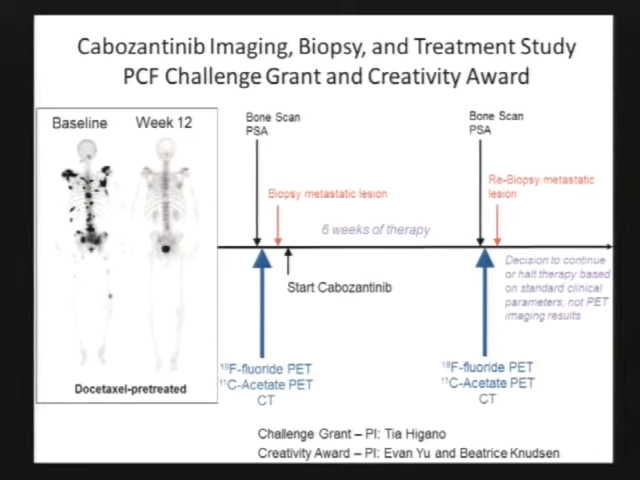 Cabozantinib Imaging, Biopsy, and Treatment Study
PCF Challenge Grant and Creativity Award
Baseline
Week 12
Docetaxel-pretreated
Bone Scan
PSA
Biopsy metastatic lesion
6 weeks of therapy
Start Cabozantinib
¹⁸F-fluoride PET
¹¹C-Acetate PET
CT
Bone Scan
PSA
Re-Biopsy metastatic
lesion
Decision to continue
or halt therapy based
on standard clinical
parameters, not PET
imaging results
¹⁸F-fluoride PET
¹¹C-Acetate PET
CT
Challenge Grant – PI: Tia Higano
Creativity Award – PI: Evan Yu and Beatrice Knudsen